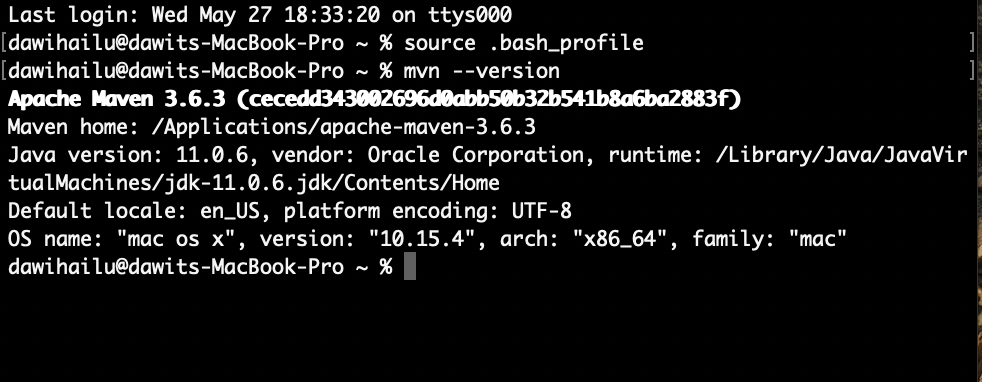 Last login: Wed May 27 18:33:20 on ttys000
[dawihailu@dawits-MacBook-Pro ~ % source .bash_profile ]
[dawihailu@dawits-MacBook-Pro ~ % mvn --version ]
Apache Maven 3.6.3 (cecedd343002696d0abb50b32b541b8a6ba2883f)
Maven home: /Applications/apache-maven-3.6.3
Java version: 11.0.6, vendor: Oracle Corporation, runtime: /Library/Java/JavaVir
tualMachines/jdk-11.0.6.jdk/Contents/Home
Default locale: en_US, platform encoding: UTF-8
OS name: "mac os x", version: "10.15.4", arch: "x86_64", family: "mac"
dawihailu@dawits-MacBook-Pro ~ %